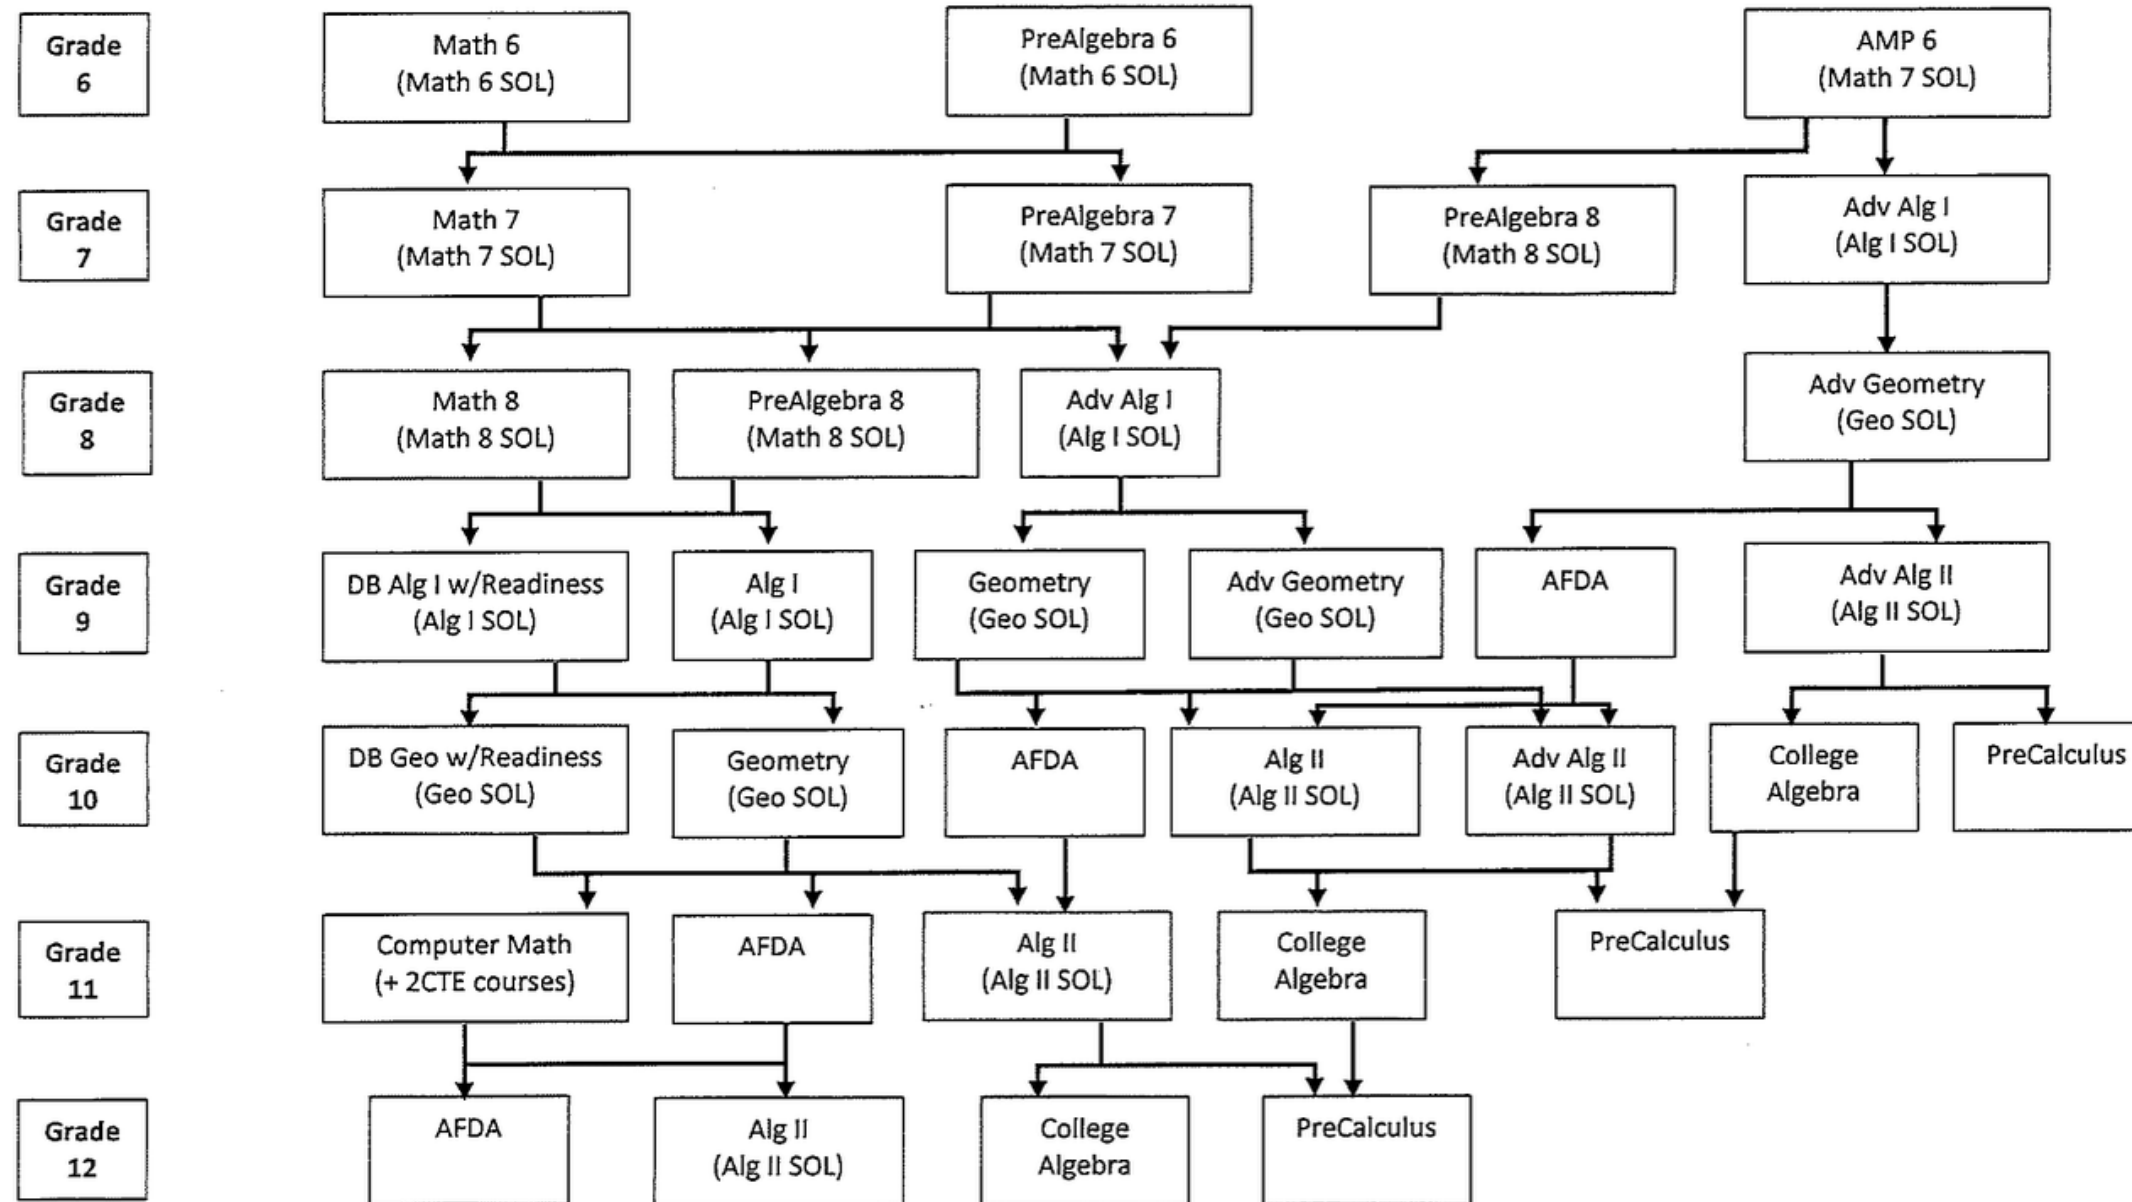 Grade
6
Math 6
(Math 6 SOL)
PreAlgebra 6
(Math 6 SOL)
AMP 6
(Math 7 SOL)
Grade
7
Math 7
(Math 7 SOL)
PreAlgebra 7
(Math 7 SOL)
PreAlgebra 8
(Math 8 SOL)
Adv Alg I
(Alg I SOL)
Grade
8
Math 8
(Math 8 SOL)
PreAlgebra 8
(Math 8 SOL)
Adv Alg I
(Alg I SOL)
Adv Geometry
(Geo SOL)
Grade
9
DB Alg I w/Readiness
(Alg I SOL)
Alg I
(Alg I SOL)
Geometry
(Geo SOL)
Adv Geometry
(Geo SOL)
AFDA
Adv Alg II
(Alg II SOL)
Grade
10
DB Geo w/Readiness
(Geo SOL)
Geometry
(Geo SOL)
AFDA
Alg II
(Alg II SOL)
Adv Alg II
(Alg II SOL)
College
Algebra
PreCalculus
Grade
11
Computer Math
(+ 2CTE courses)
AFDA
Alg II
(Alg II SOL)
College
Algebra
PreCalculus
Grade
12
AFDA
Alg II
(Alg II SOL)
College
Algebra
PreCalculus